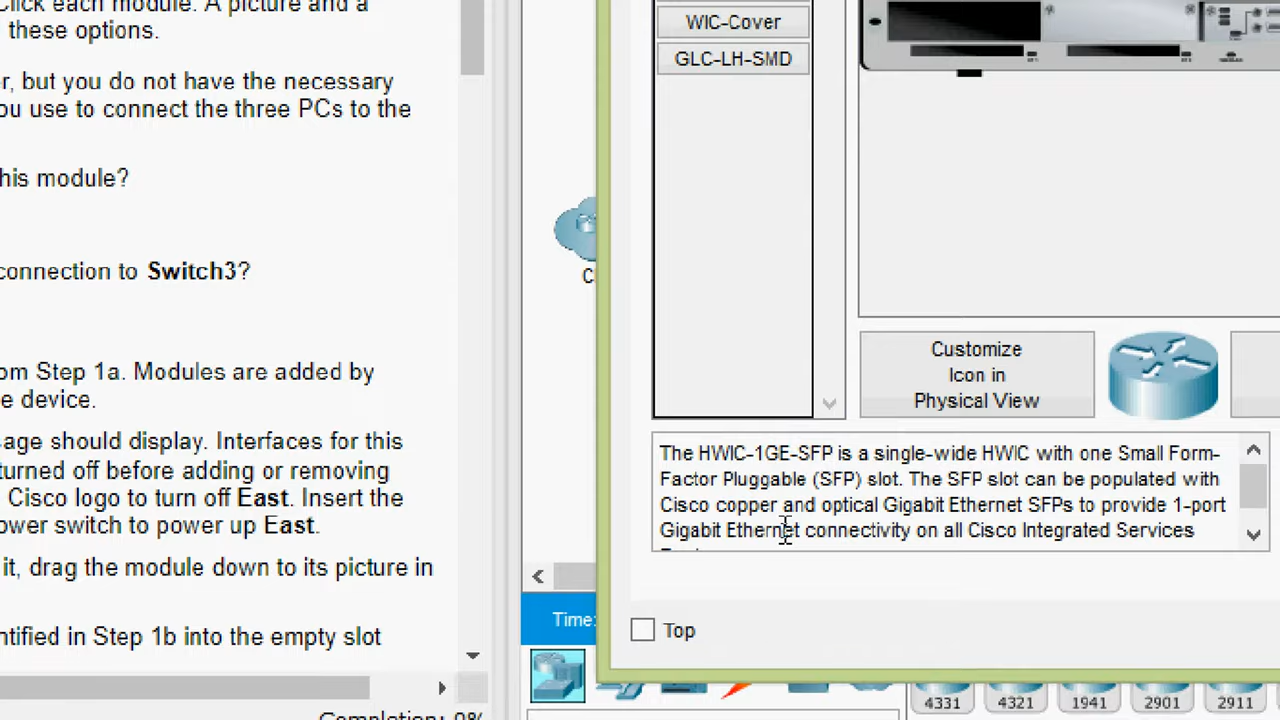 Click each module. A picture and a
these options.
r, but you do not have the necessary
ou use to connect the three PCs to the
his module?
connection to Switch3?
om Step 1a. Modules are added by
e device.
sage should display. Interfaces for this
turned off before adding or removing
Cisco logo to turn off East. Insert the
ower switch to power up East.
it, drag the module down to its picture in
ntified in Step 1b into the empty slot
Completion: 0%
WIC-Cover
GLC-LH-SMD
C
Customize
Icon in
Physical View
The HWIC-1GE-SFP is a single-wide HWIC with one Small Form-
Factor Pluggable (SFP) slot. The SFP slot can be populated with
Cisco copper and optical Gigabit Ethernet SFPs to provide 1-port
Gigabit Ethernet connectivity on all Cisco Integrated Services
Time:
Top
4331 4321 1941 2901 2911